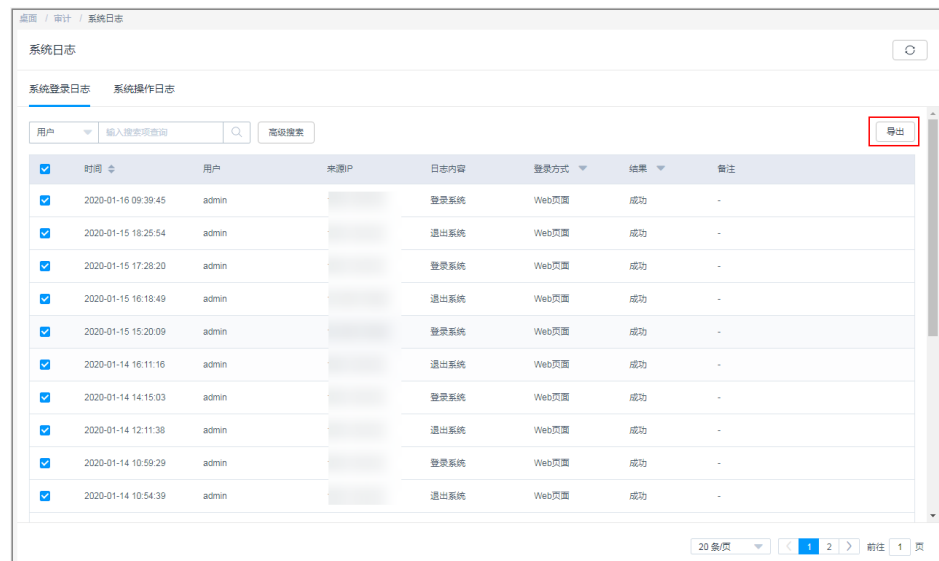 桌面 / 审计 / 系统日志
系统日志
系统登录日志 系统操作日志
用户 输入搜索项查询 高级搜索 导出
时间 用户 来源IP 日志内容 登录方式 结果 备注
2020-01-16 09:39:45 admin 登录系统 Web页面 成功 -
2020-01-15 18:25:54 admin 退出系统 Web页面 成功 -
2020-01-15 17:28:20 admin 登录系统 Web页面 成功 -
2020-01-15 16:18:49 admin 退出系统 Web页面 成功 -
2020-01-15 15:20:09 admin 登录系统 Web页面 成功 -
2020-01-14 16:11:16 admin 退出系统 Web页面 成功 -
2020-01-14 14:15:03 admin 登录系统 Web页面 成功 -
2020-01-14 12:11:38 admin 退出系统 Web页面 成功 -
2020-01-14 10:59:29 admin 登录系统 Web页面 成功 -
2020-01-14 10:54:39 admin 退出系统 Web页面 成功 -
20 条/页 1 2 前往 1 页